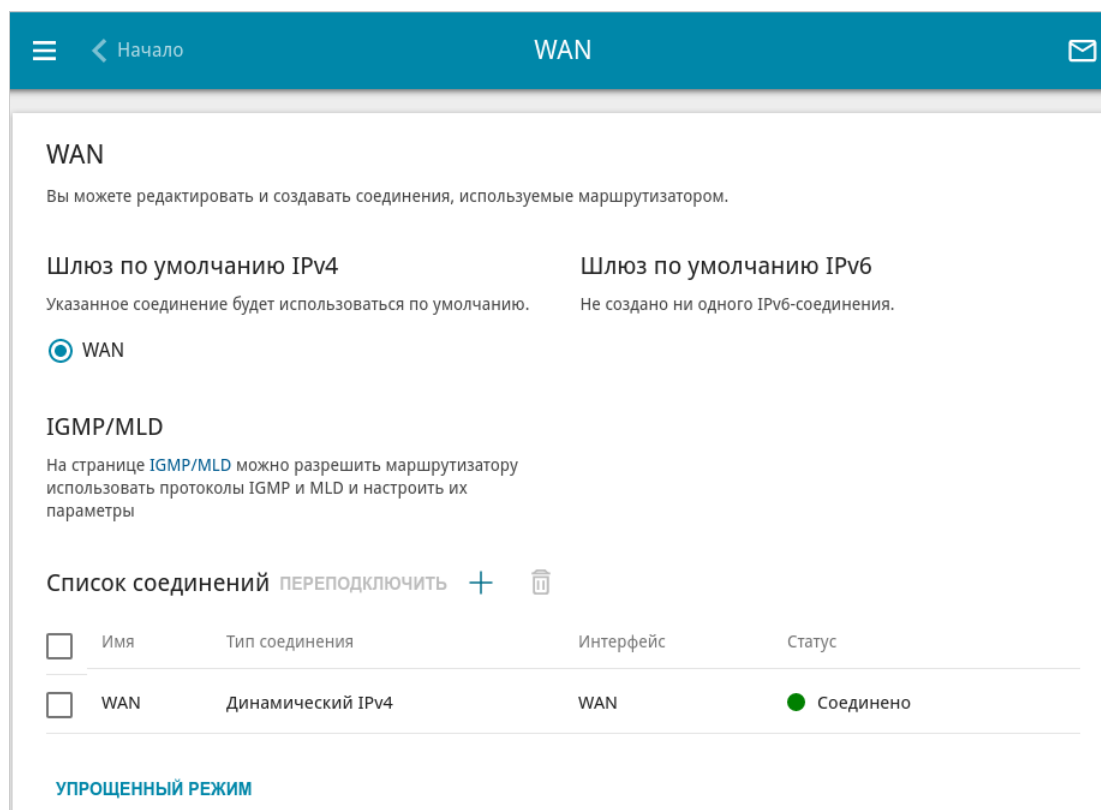 Начало
WAN
WAN
Вы можете редактировать и создавать соединения, используемые маршрутизатором.
Шлюз по умолчанию IPv4
Указанное соединение будет использоваться по умолчанию.
WAN
Шлюз по умолчанию IPv6
Не создано ни одного IPv6-соединения.
IGMP/MLD
На странице IGMP/MLD можно разрешить маршрутизатору
использовать протоколы IGMP и MLD и настроить их
параметры
Список соединений ПЕРЕПОДКЛЮЧИТЬ
Имя Тип соединения Интерфейс Статус
WAN Динамический IPv4 WAN Соединено
УПРОЩЕННЫЙ РЕЖИМ